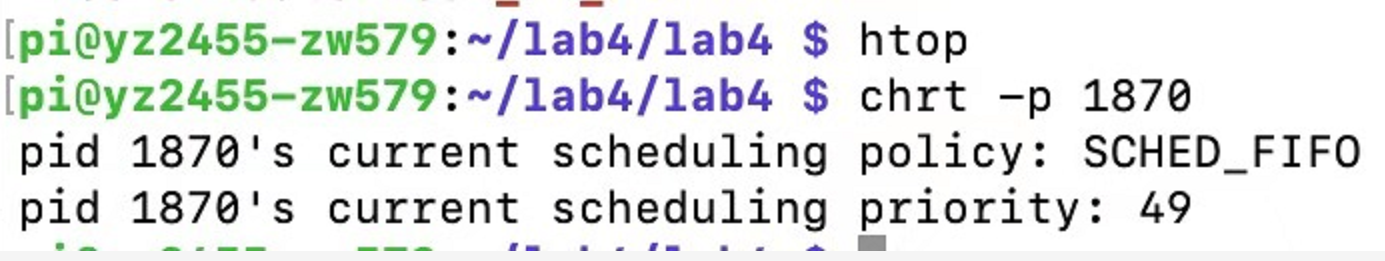 [pi@yz2455-zw579:~/lab4/lab4 $ htop
[pi@yz2455-zw579:~/lab4/lab4 $ chrt -p 1870
pid 1870's current scheduling policy: SCHED_FIFO
pid 1870's current scheduling priority: 49